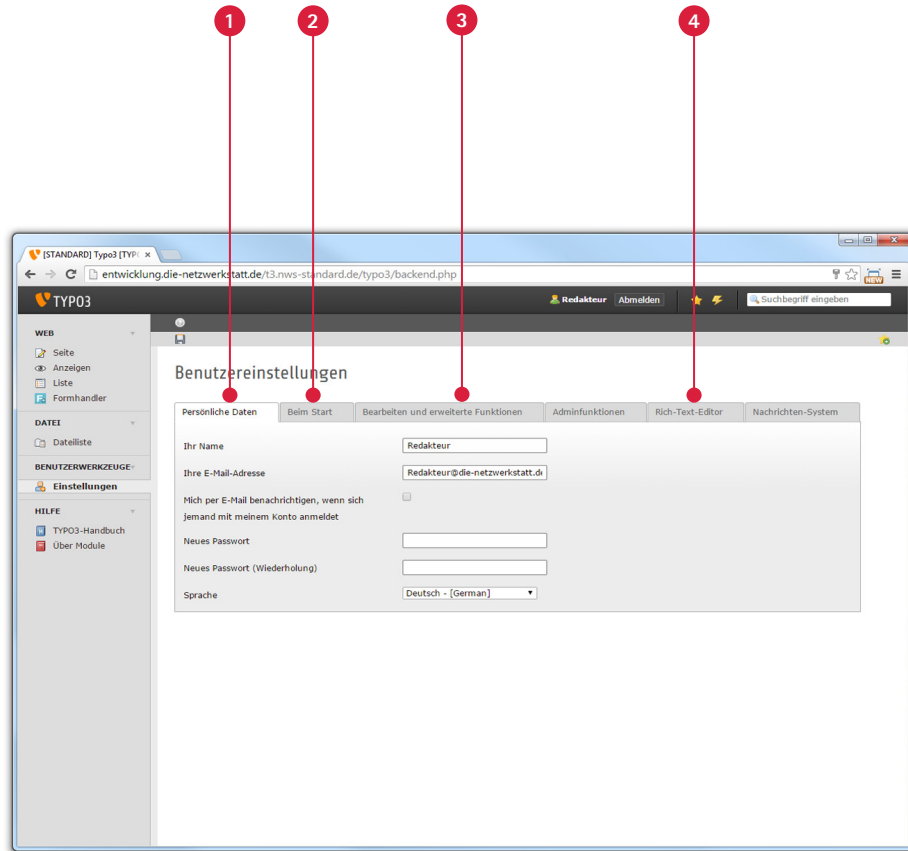 1 2 3 4
[STANDARD] Typo3 [TYP
entwicklung.die-netzwerkstatt.de/t3.nws-standard.de/typo3/backend.php
NEW
TYPO3
Redakteur Abmelden Suchbegriff eingeben
WEB
Seite
Anzeigen
Liste
Formhandler
DATEI
Dateiliste
BENUTZERWERKZEUGE
Einstellungen
HILFE
TYPO3-Handbuch
Über Module
Benutzereinstellungen
Persönliche Daten Beim Start Bearbeiten und erweiterte Funktionen Adminfunktionen Rich-Text-Editor Nachrichten-System
Ihr Name Redakteur
Ihre E-Mail-Adresse Redakteur@die-netzwerkstatt.de
Mich per E-Mail benachrichtigen, wenn sich
jemand mit meinem Konto anmeldet
Neues Passwort
Neues Passwort (Wiederholung)
Sprache Deutsch - [German]